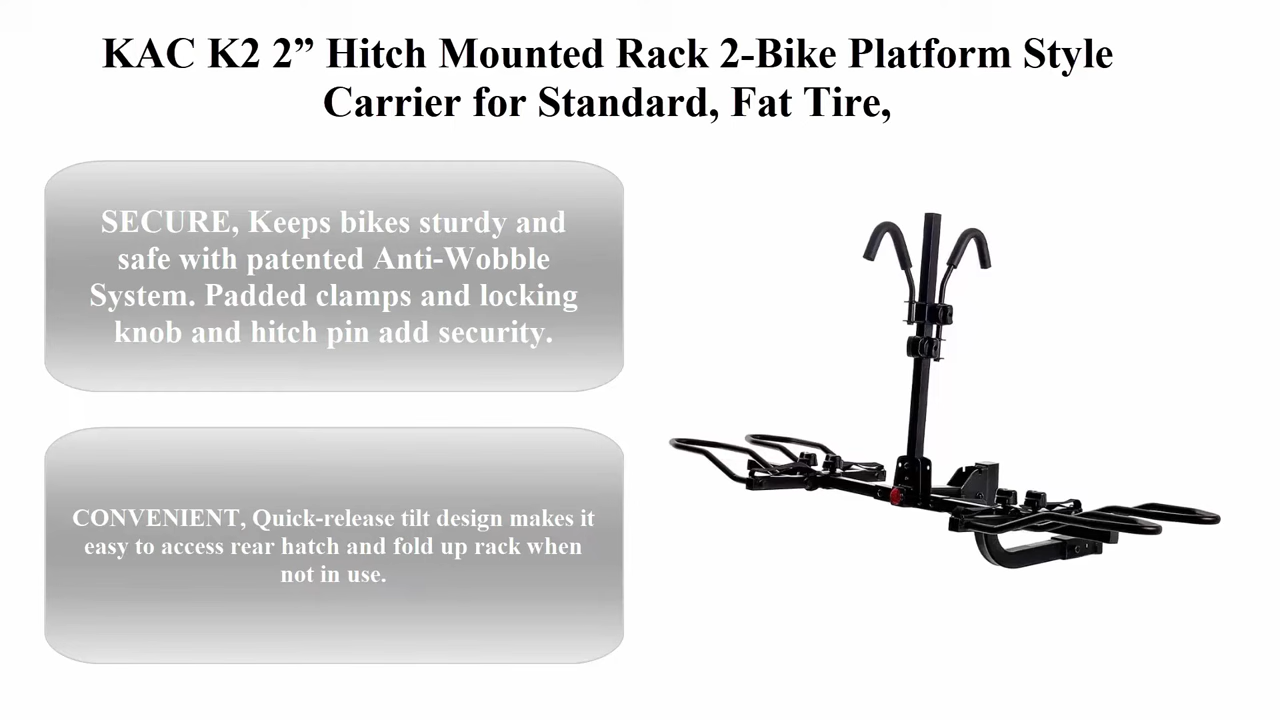 KAC K2 2” Hitch Mounted Rack 2-Bike Platform Style
Carrier for Standard, Fat Tire,
SECURE, Keeps bikes sturdy and
safe with patented Anti-Wobble
System. Padded clamps and locking
knob and hitch pin add security.
CONVENIENT, Quick-release tilt design makes it
easy to access rear hatch and fold up rack when
not in use.